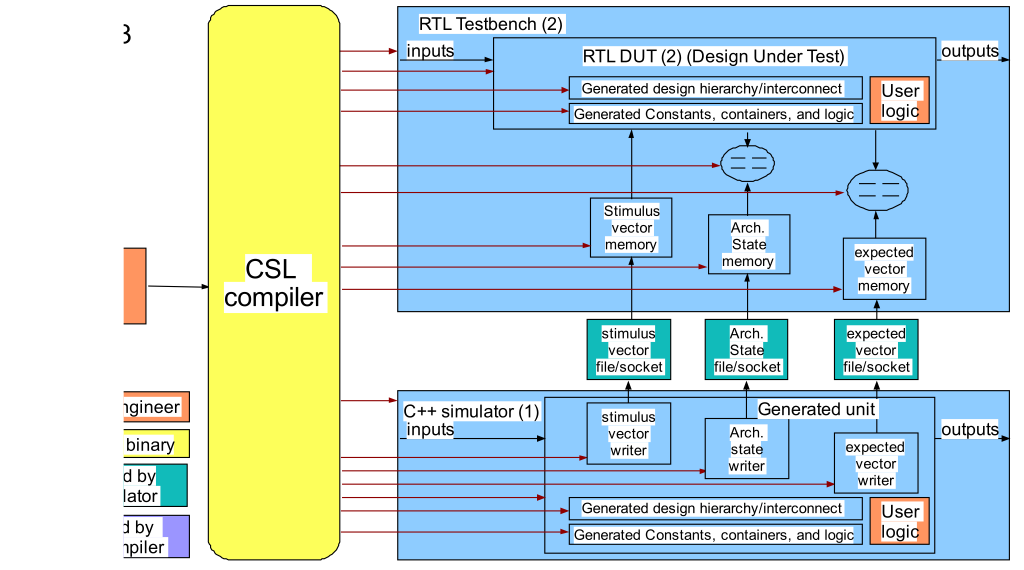 RTL Testbench (2)
inputs
RTL DUT (2) (Design Under Test)
outputs
Generated design hierarchy/interconnect
Generated Constants, containers, and logic
User
logic
Stimulus
vector
memory
Arch.
State
memory
expected
vector
memory
CSL
compiler
stimulus
vector
file/socket
Arch.
State
file/socket
expected
vector
file/socket
ngineer
binary
d by
lator
d by
mpiler
C++ simulator (1)
inputs
Generated unit
outputs
stimulus
vector
writer
Arch.
state
writer
expected
vector
writer
Generated design hierarchy/interconnect
Generated Constants, containers, and logic
User
logic